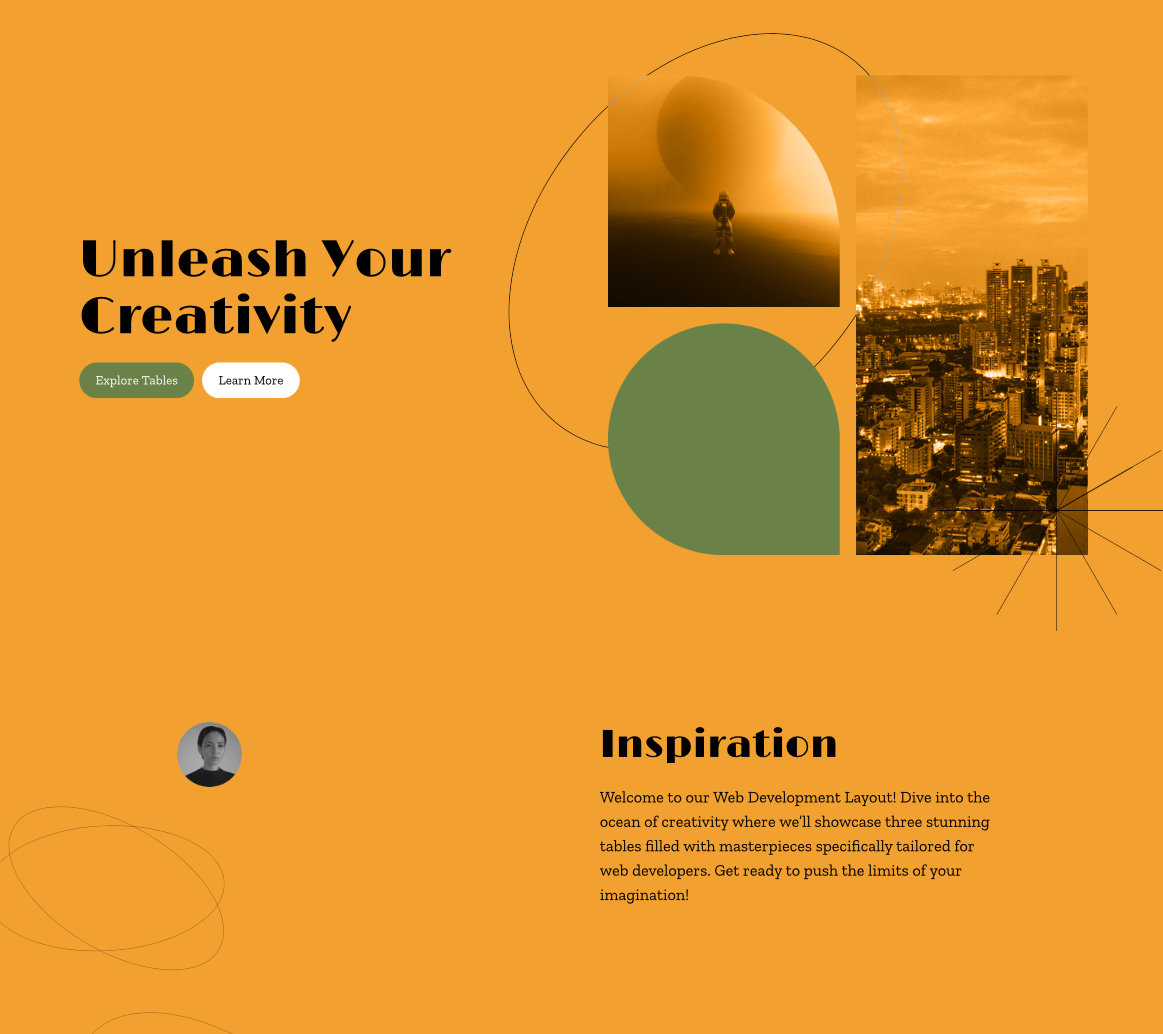 Unleash Your
Creativity
Explore Tables
Learn More
Inspiration
Welcome to our Web Development Layout! Dive into the
ocean of creativity where we'll showcase three stunning
tables filled with masterpieces specifically tailored for
web developers. Get ready to push the limits of your
imagination!